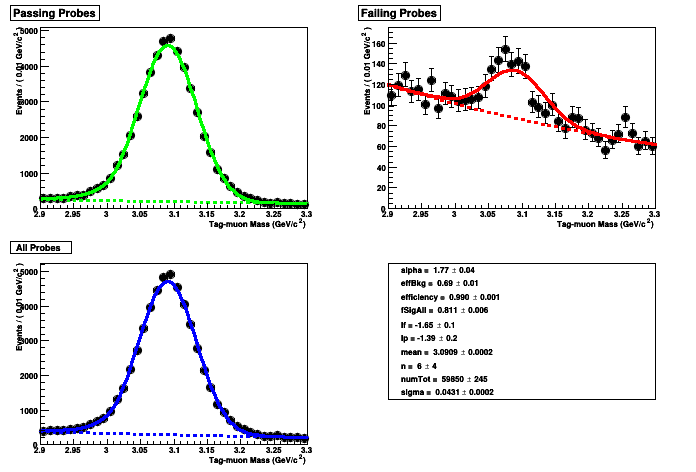 Passing Probes
Events / ( 0.01 GeV/c² )
5000
1000
0
2.9 2.95 3 3.05 3.1 3.15 3.2 3.25 3.3
Tag-muon Mass (GeV/c²)
Failing Probes
Events / ( 0.01 GeV/c² )
160
140
120
100
80
60
40
20
0
2.9 2.95 3 3.05 3.1 3.15 3.2 3.25 3.3
Tag-muon Mass (GeV/c²)
All Probes
Events / ( 0.01 GeV/c² )
5000
2000
1000
0
2.9 2.95 3 3.05 3.1 3.15 3.2 3.25 3.3
Tag-muon Mass (GeV/c²)
alpha = 1.77 ± 0.04
effBkg = 0.69 ± 0.01
efficiency = 0.990 ± 0.001
fSigAll = 0.811 ± 0.006
lf = -1.65 ± 0.1
lp = -1.39 ± 0.2
mean = 3.0909 ± 0.0002
n = 6 ± 4
numTot = 59850 ± 245
sigma = 0.0431 ± 0.0002